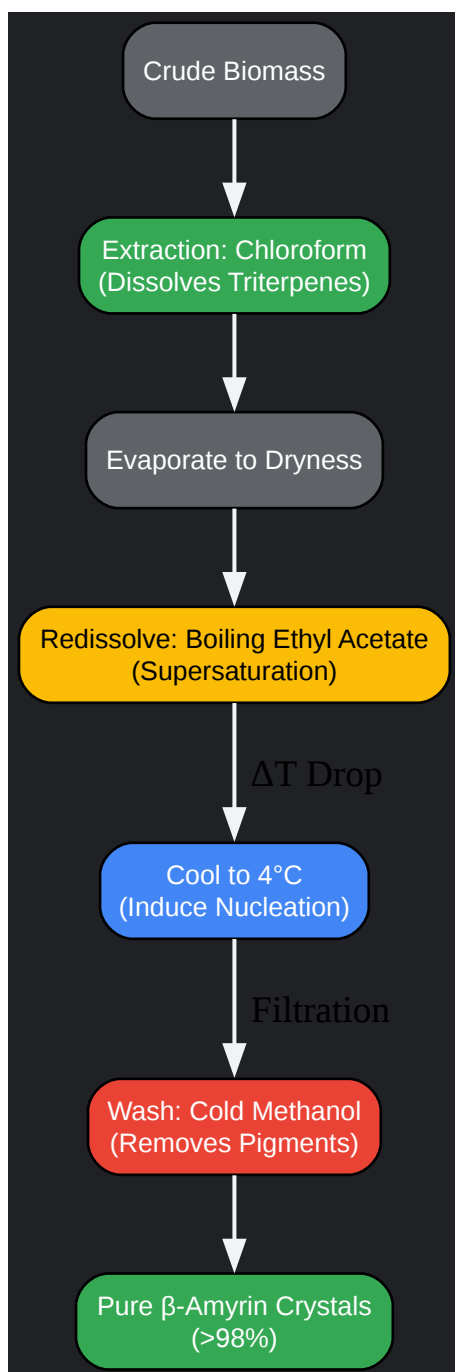 Crude Biomass
Extraction: Chloroform
(Dissolves Triterpenes)
Evaporate to Dryness
Redissolve: Boiling Ethyl Acetate
(Supersaturation)
ΔT Drop
Cool to 4°C
(Induce Nucleation)
Filtration
Wash: Cold Methanol
(Removes Pigments)
Pure β-Amyrin Crystals
(>98%)